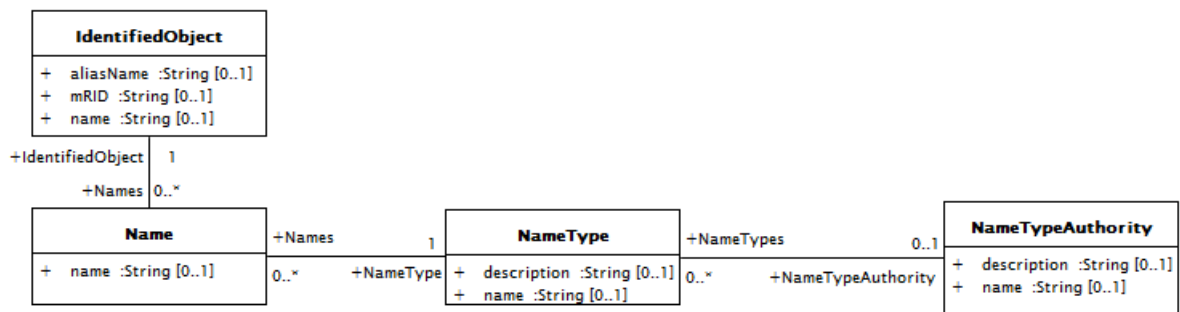 IdentifiedObject
+ aliasName :String [0..1]
+ mRID :String [0..1]
+ name :String [0..1]
+IdentifiedObject 1
+Names 0..*
Name
+ name :String [0..1]
+Names 1
0..* +NameType
NameType
+ description :String [0..1]
+ name :String [0..1]
+NameTypes 0..1
0..* +NameTypeAuthority
NameTypeAuthority
+ description :String [0..1]
+ name :String [0..1]